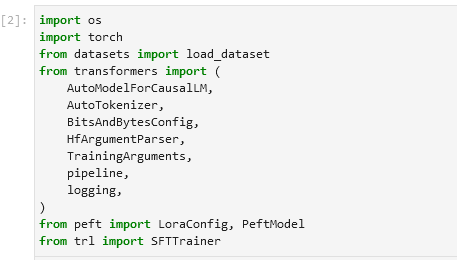 [2]: import os
import torch
from datasets import load_dataset
from transformers import (
    AutoModelForCausalLM,
    AutoTokenizer,
    BitsAndBytesConfig,
    HfArgumentParser,
    TrainingArguments,
    pipeline,
    logging,
)
from peft import LoraConfig, PeftModel
from trl import SFTTrainer